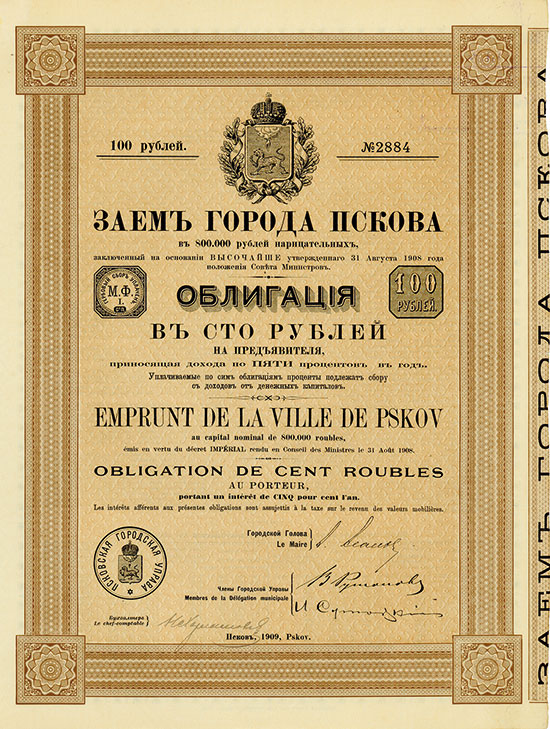 100 рублей.
№2884
ЗАЕМЪ ГОРОДА ПСКОВА
въ 800.000 рублей нарицательныхъ,
заключенный на основаніи ВЫСОЧАЙШЕ утвержденнаго 31 Августа 1908 года
положенія Совѣта Министровъ.
М.Ф.
I.
ОБЛИГАЦІЯ
100
РУБЛЕЙ.
ВЪ СТО РУБЛЕЙ
НА ПРЕДЪЯВИТЕЛЯ,
приносящая дохода по ПЯТИ процентовъ въ годъ.
Уплачиваемые по симъ облигаціямъ проценты подлежатъ сбору
съ доходовъ отъ денежныхъ капиталовъ.
EMPRUNT DE LA VILLE DE PSKOV
au capital nominal de 800.000 roubles,
émis en vertu du décret IMPÉRIAL rendu en Conseil des Ministres le 31 Août 1908.
OBLIGATION DE CENT ROUBLES
AU PORTEUR,
portant un intérêt de CINQ pour cent l'an.
Les intérêts afférents aux présentes obligations sont assujettis à la taxe sur le revenu des valeurs mobilières.
Городской Голова
Le Maire
ПСКОВСКАЯ ГОРОДСКАЯ УПРАВА
Члены Городской Управы
Membres de la Délégation municipale
Бухгалтеръ
Le chef-comptable
Псковъ, 1909, Pskov.
ЗАЕМЪ ГОРОДА ПСКОВА